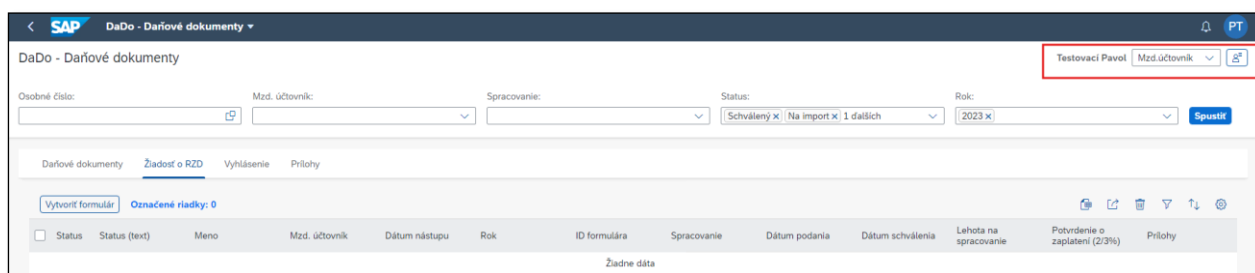 SAP DaDo - Daňové dokumenty PT
DaDo - Daňové dokumenty Testovací Pavol Mzd.účtovník
Osobné číslo: Mzd. účtovník: Spracovanie: Status: Rok:
Schválený x Na import x 1 ďalších 2023 x Spustiť
Daňové dokumenty Žiadosť o RZD Vyhlásenie Prílohy
Vytvoriť formulár Označené riadky: 0
Status Status (text) Meno Mzd. účtovník Dátum nástupu Rok ID formulára Spracovanie Dátum podania Dátum schválenia Lehota na spracovanie Potvrdenie o zaplatení (2/3%) Prílohy
Žiadne dáta